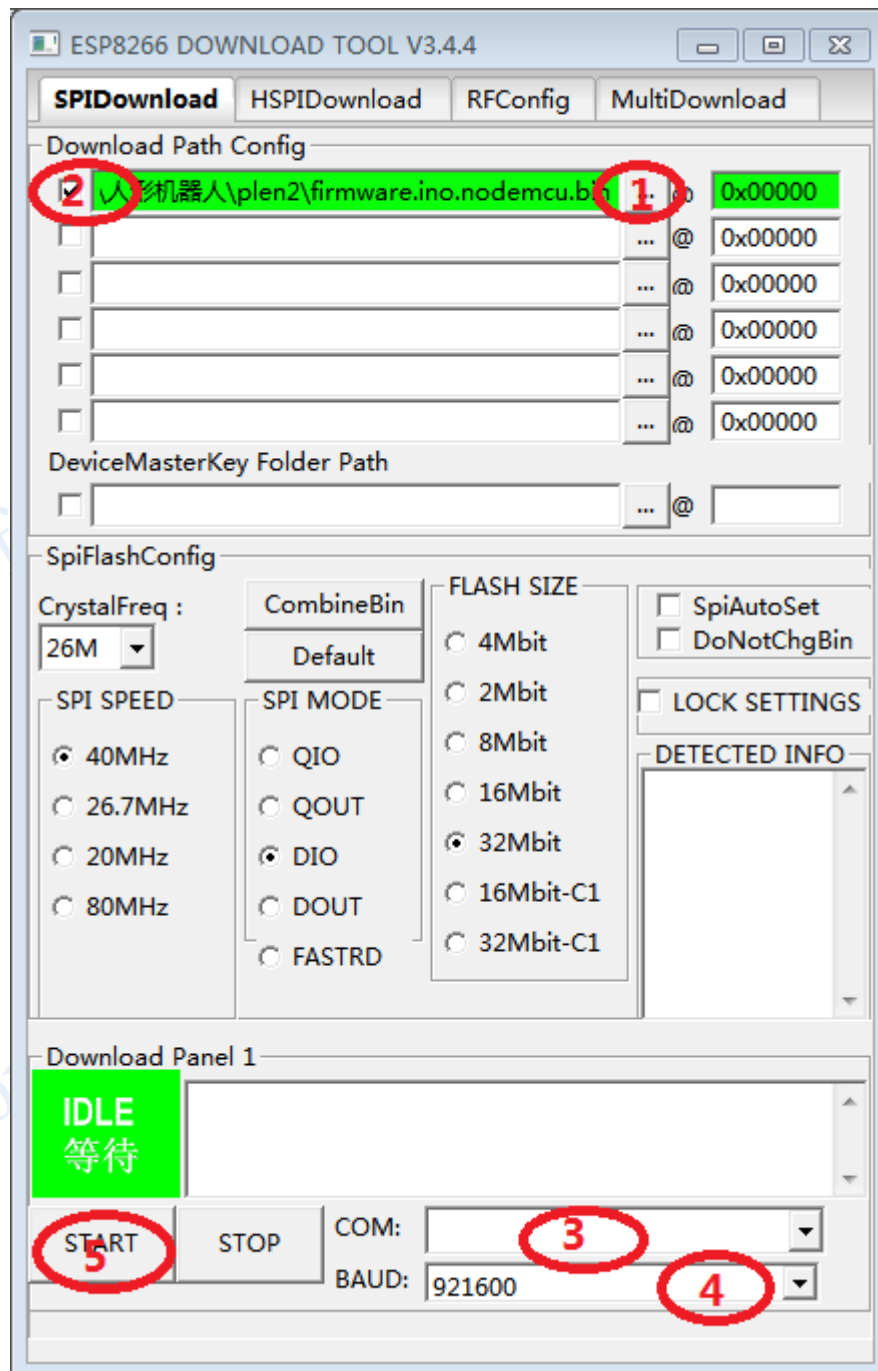 ESP8266 DOWNLOAD TOOL V3.4.4
SPIDownload HSPIDownload RFConfig MultiDownload
Download Path Config
2 \人形机器人\plen2\firmware.ino.nodemcu.bin 1 ... @ 0x00000
... @ 0x00000
... @ 0x00000
... @ 0x00000
... @ 0x00000
... @ 0x00000
DeviceMasterKey Folder Path
... @
SpiFlashConfig
CrystalFreq :
26M
CombineBin
Default
SPI SPEED
40MHz
26.7MHz
20MHz
80MHz
SPI MODE
QIO
QOUT
DIO
DOUT
FASTRD
FLASH SIZE
4Mbit
2Mbit
8Mbit
16Mbit
32Mbit
16Mbit-C1
32Mbit-C1
SpiAutoSet
DoNotChgBin
LOCK SETTINGS
DETECTED INFO
Download Panel 1
IDLE
等待
START 5
STOP
COM: 3
BAUD: 921600 4